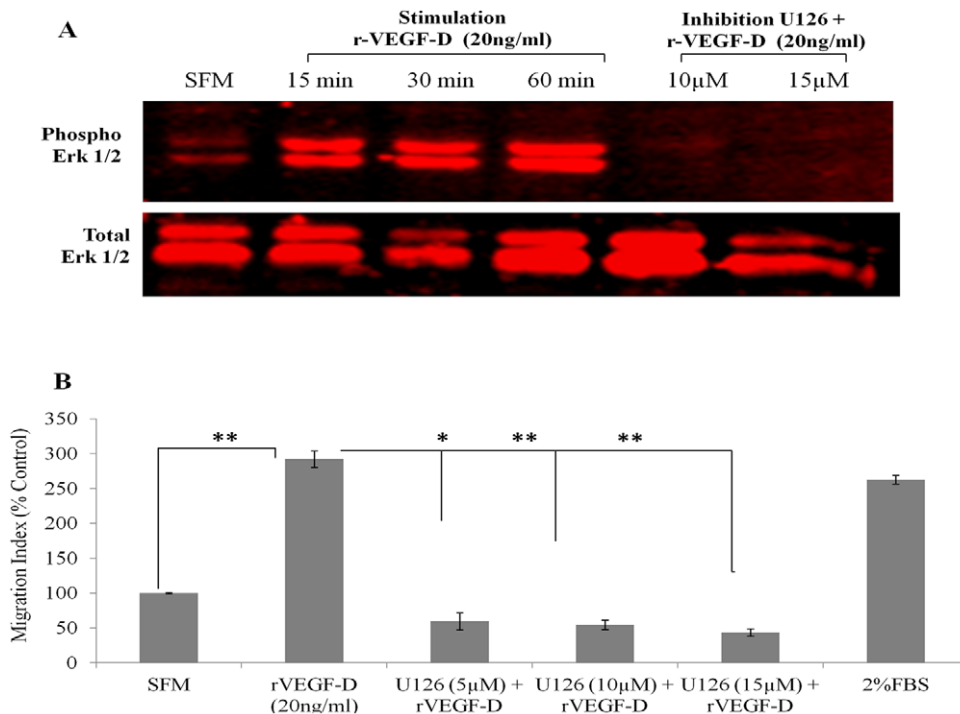 A
Stimulation
r-VEGF-D (20ng/ml)
Inhibition U126 +
r-VEGF-D (20ng/ml)
SFM 15 min 30 min 60 min 10µM 15µM
Phospho
Erk 1/2
Total
Erk 1/2
B
Migration Index (% Control)
350
300
250
200
150
100
50
0
** * ** **
SFM rVEGF-D U126 (5µM) + U126 (10µM) + U126 (15µM) + 2%FBS
(20ng/ml) rVEGF-D rVEGF-D rVEGF-D